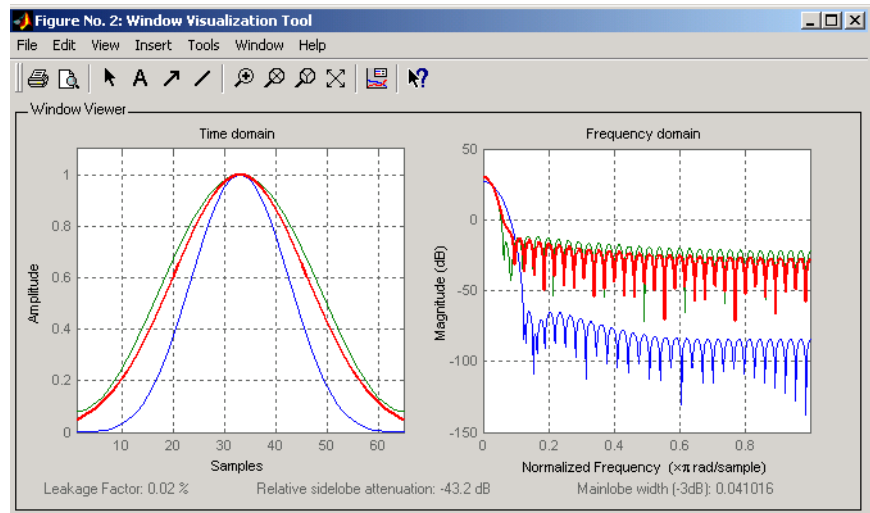 Figure No. 2: Window Visualization Tool
File Edit View Insert Tools Window Help
A
Window Viewer
Time domain
Frequency domain
Amplitude
1
0.8
0.6
0.4
0.2
0
10 20 30 40 50 60
Samples
Magnitude (dB)
50
0
-50
-100
-150
0 0.2 0.4 0.6 0.8
Normalized Frequency (×π rad/sample)
Leakage Factor: 0.02 % Relative sidelobe attenuation: -43.2 dB Mainlobe width (-3dB): 0.041016